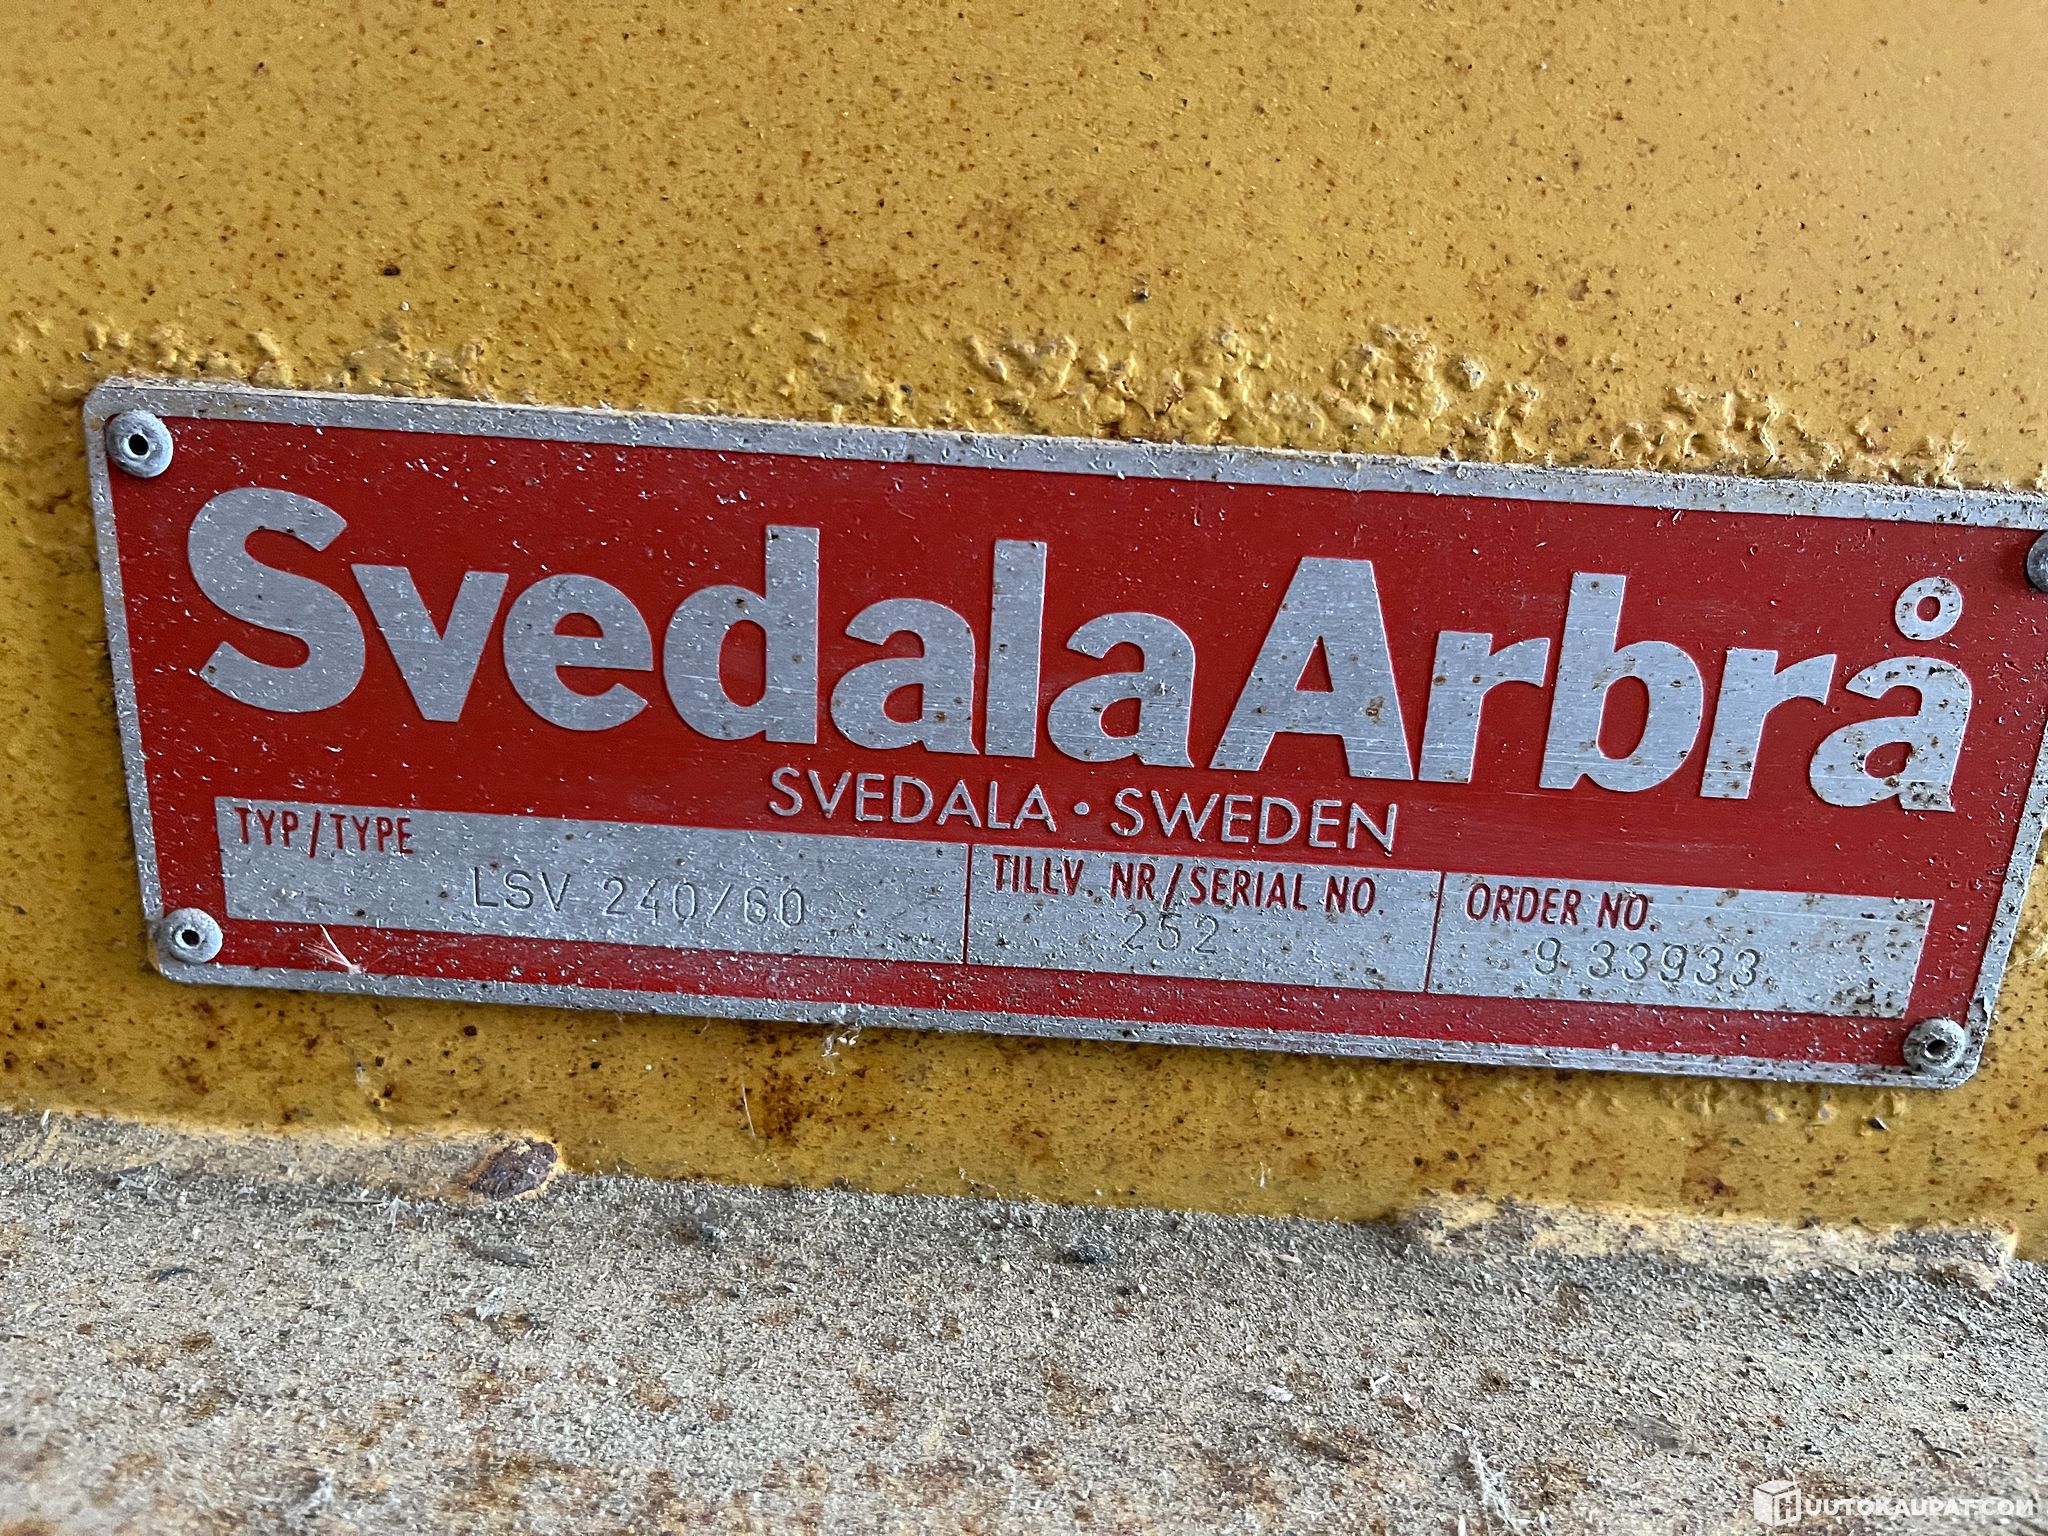 SvedalaArbrå
SVEDALA · SWEDEN
TYP/TYPE
LSV 240/60
TILLV. NR/SERIAL NO.
252
ORDER NO.
9 33933
HUUTOKAUPAT.COM